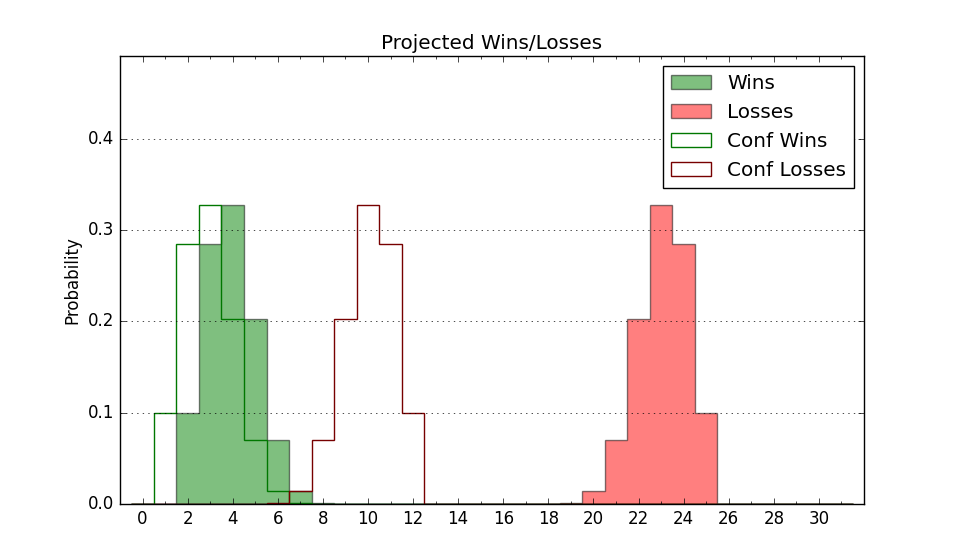 Projected Wins/Losses
Wins
Losses
Conf Wins
Conf Losses
Probability
0.4
0.3
0.2
0.1
0.0
0 2 4 6 8 10 12 14 16 18 20 22 24 26 28 30